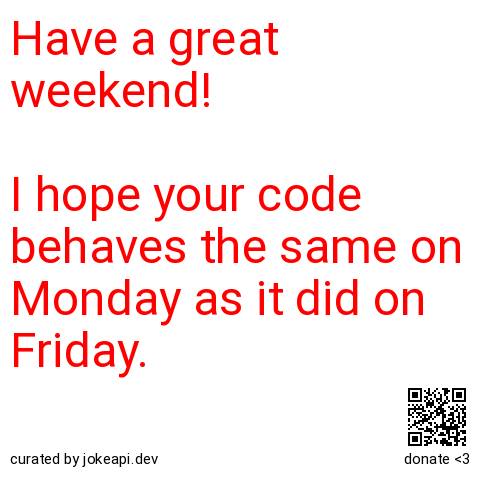 Have a great
weekend!
I hope your code
behaves the same on
Monday as it did on
Friday.
curated by jokeapi.dev
donate <3